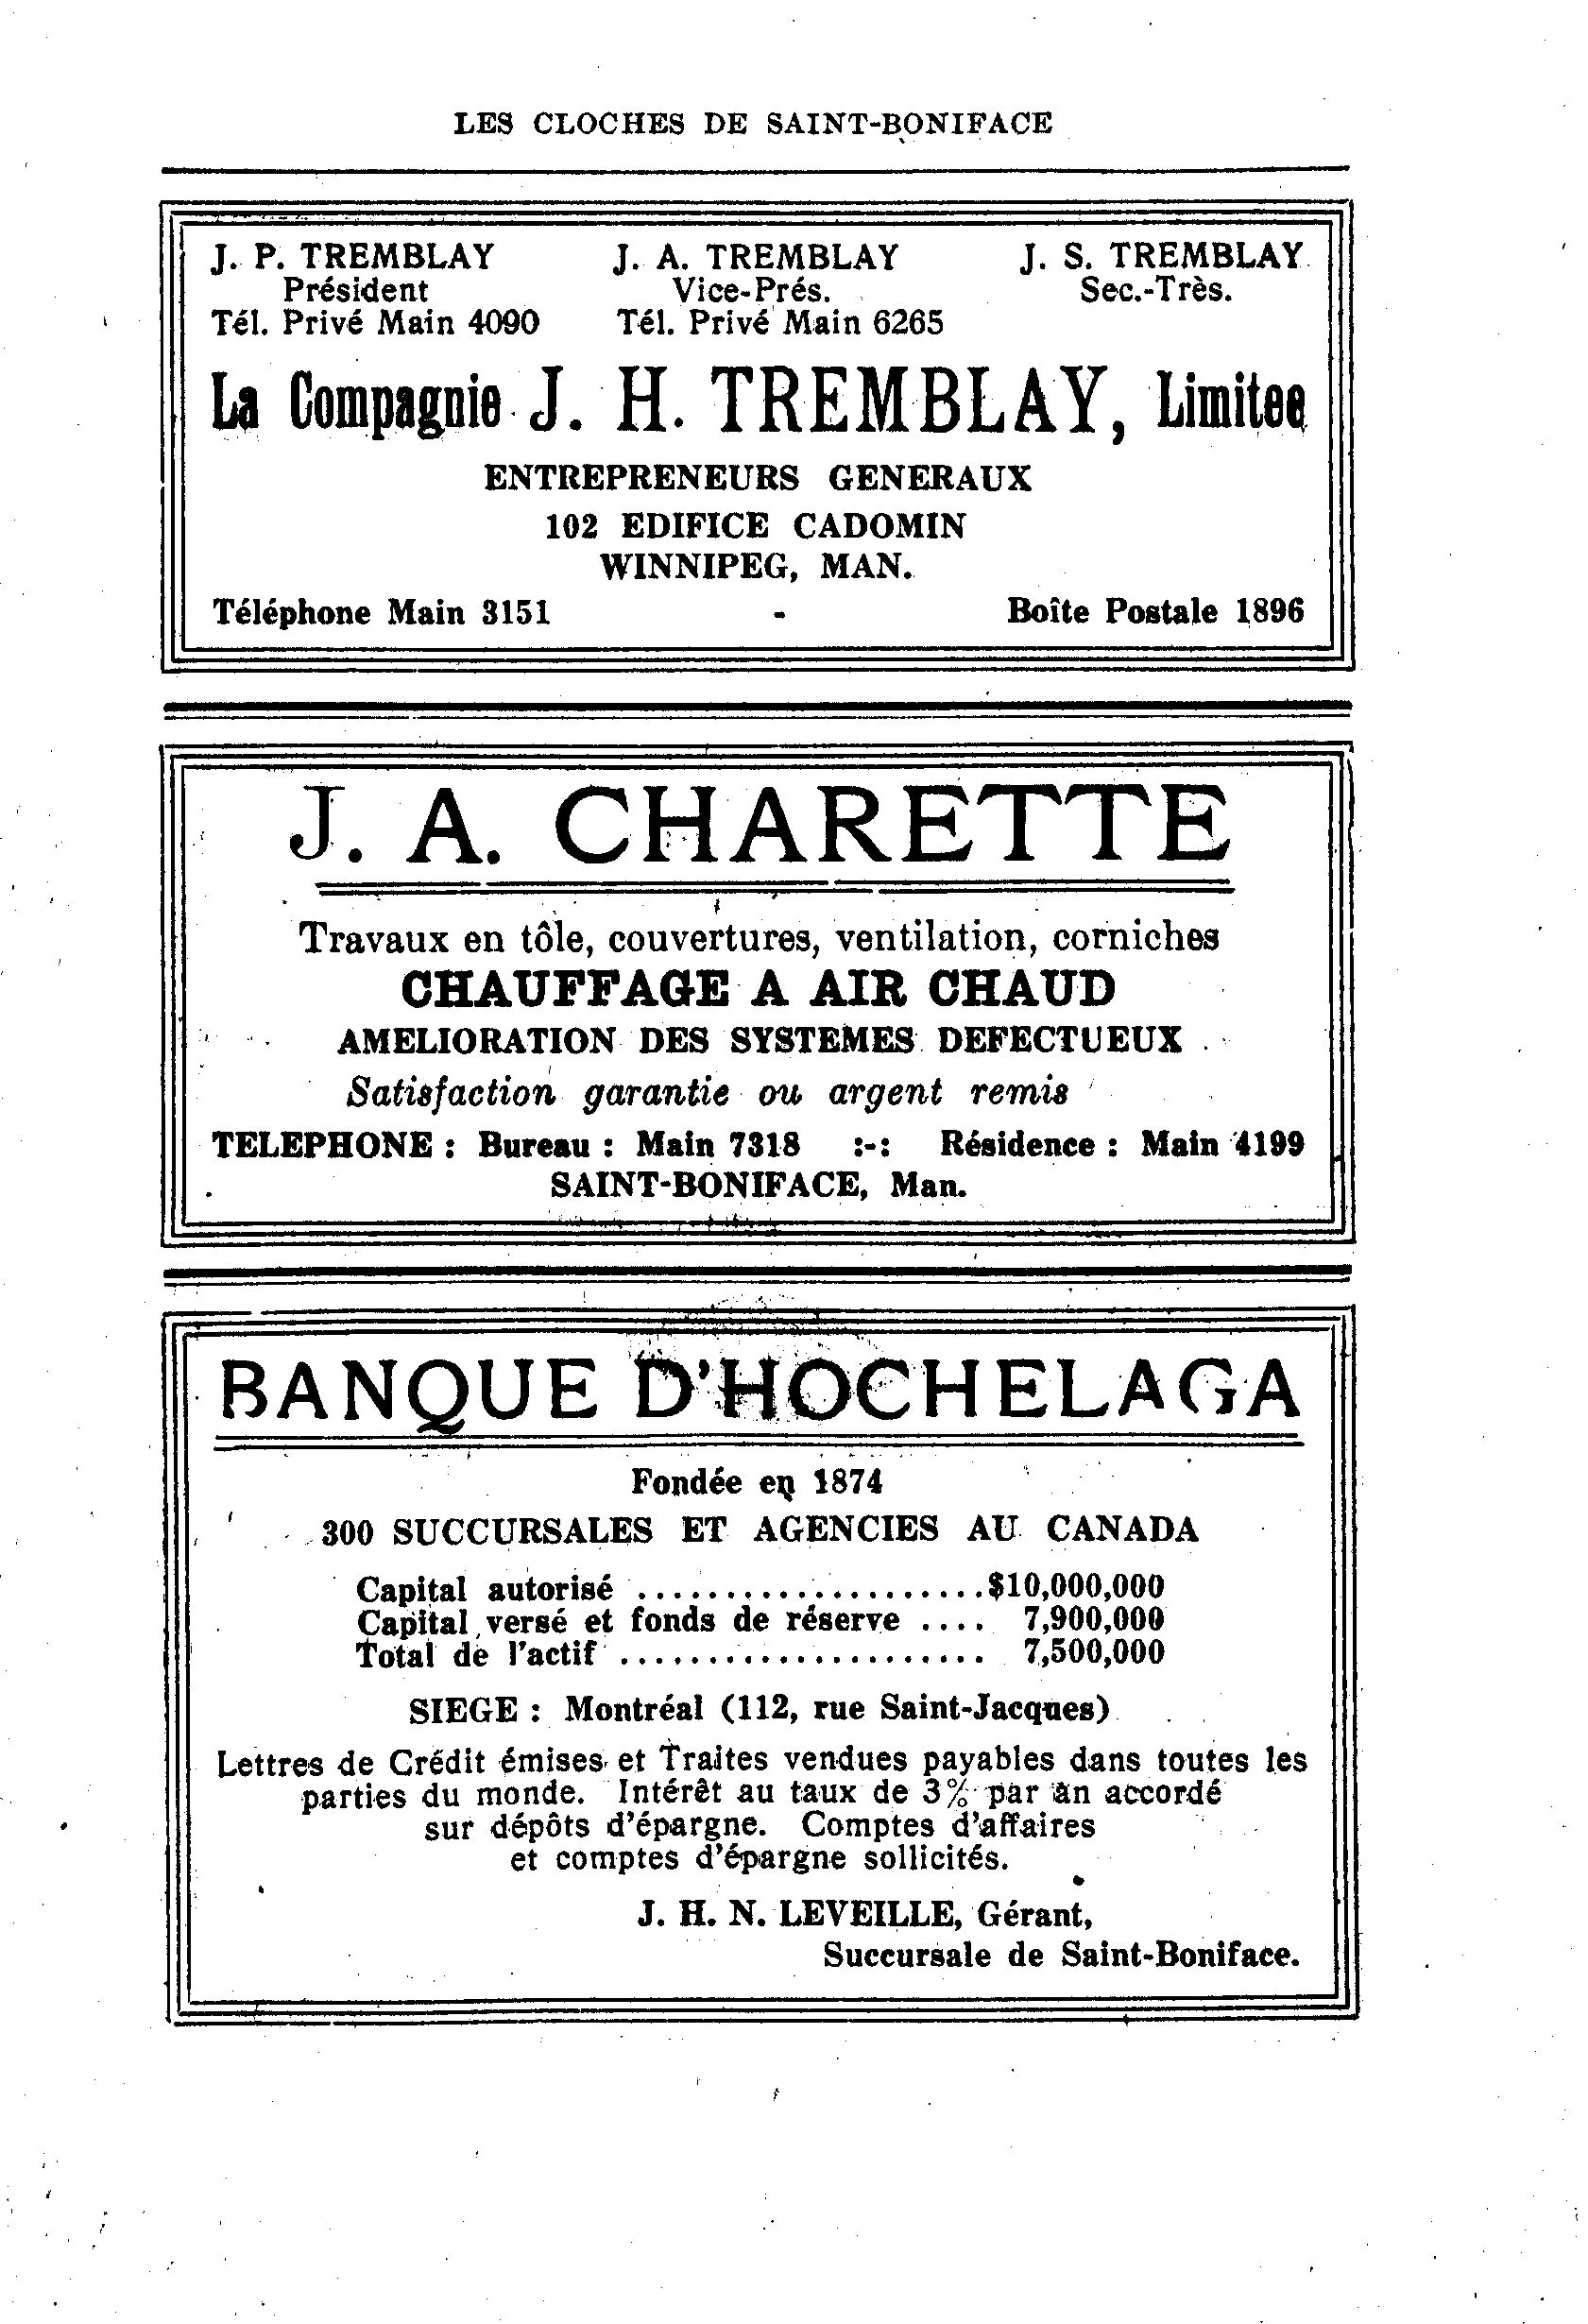 LES CLOCHES DE SAINT-BONIFACE
J. P. TREMBLAY J. A. TREMBLAY J. S. TREMBLAY
Président Vice-Prés. Sec.-Très.
Tél. Privé Main 4090 Tél. Privé Main 6265
La Compagnie J. H. TREMBLAY, Limitee
ENTREPRENEURS GENERAUX
102 EDIFICE CADOMIN
WINNIPEG, MAN.
Téléphone Main 3151 - Boîte Postale 1896
J. A. CHARETTE
Travaux en tôle, couvertures, ventilation, corniches
CHAUFFAGE A AIR CHAUD
AMELIORATION DES SYSTEMES DEFECTUEUX
Satisfaction garantie ou argent remis
TELEPHONE : Bureau : Main 7318 :-: Résidence : Main 4199
SAINT-BONIFACE, Man.
BANQUE D'HOCHELAGA
Fondée en 1874
300 SUCCURSALES ET AGENCIES AU CANADA
Capital autorisé ....................$10,000,000
Capital versé et fonds de réserve .... 7,900,000
Total de l'actif ...................... 7,500,000
SIEGE : Montréal (112, rue Saint-Jacques)
Lettres de Crédit émises et Traites vendues payables dans toutes les
parties du monde. Intérêt au taux de 3% par an accordé
sur dépôts d'épargne. Comptes d'affaires
et comptes d'épargne sollicités.
J. H. N. LEVEILLE, Gérant,
Succursale de Saint-Boniface.